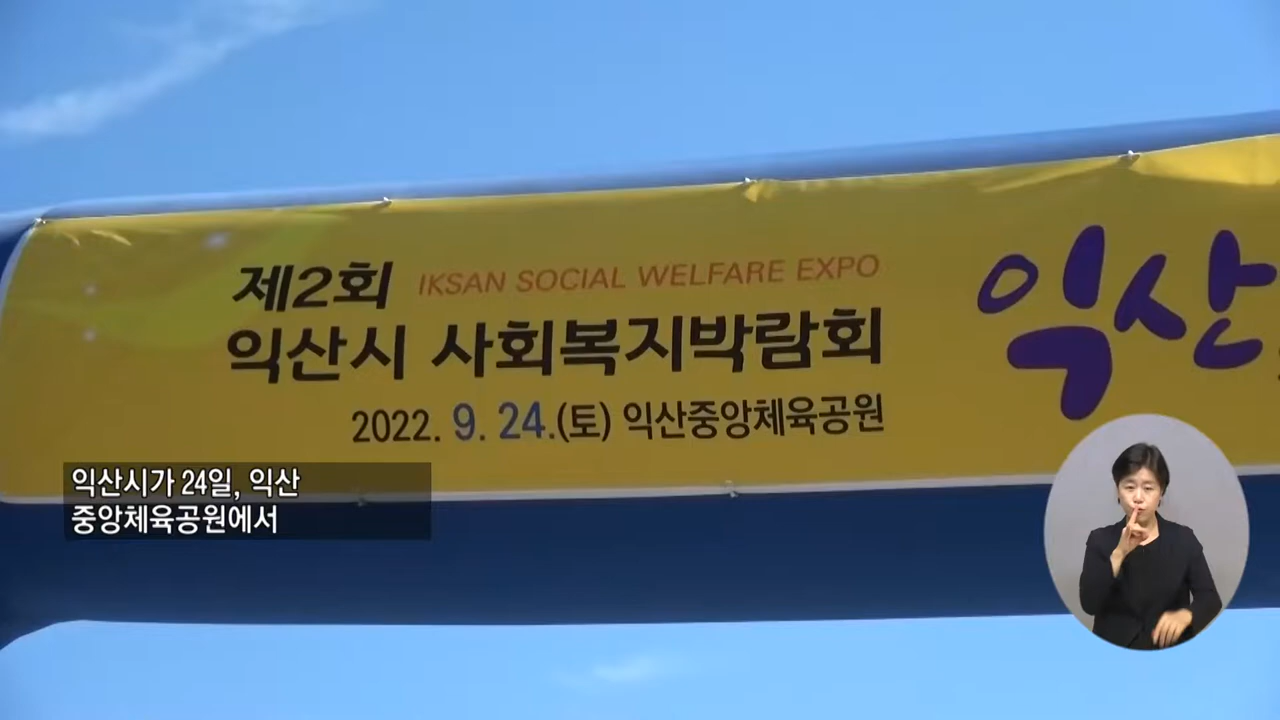 제2회 IKSAN SOCIAL WELFARE EXPO
익산시 사회복지박람회
2022. 9. 24.(토) 익산중앙체육공원
익산
익산시가 24일, 익산
중앙체육공원에서